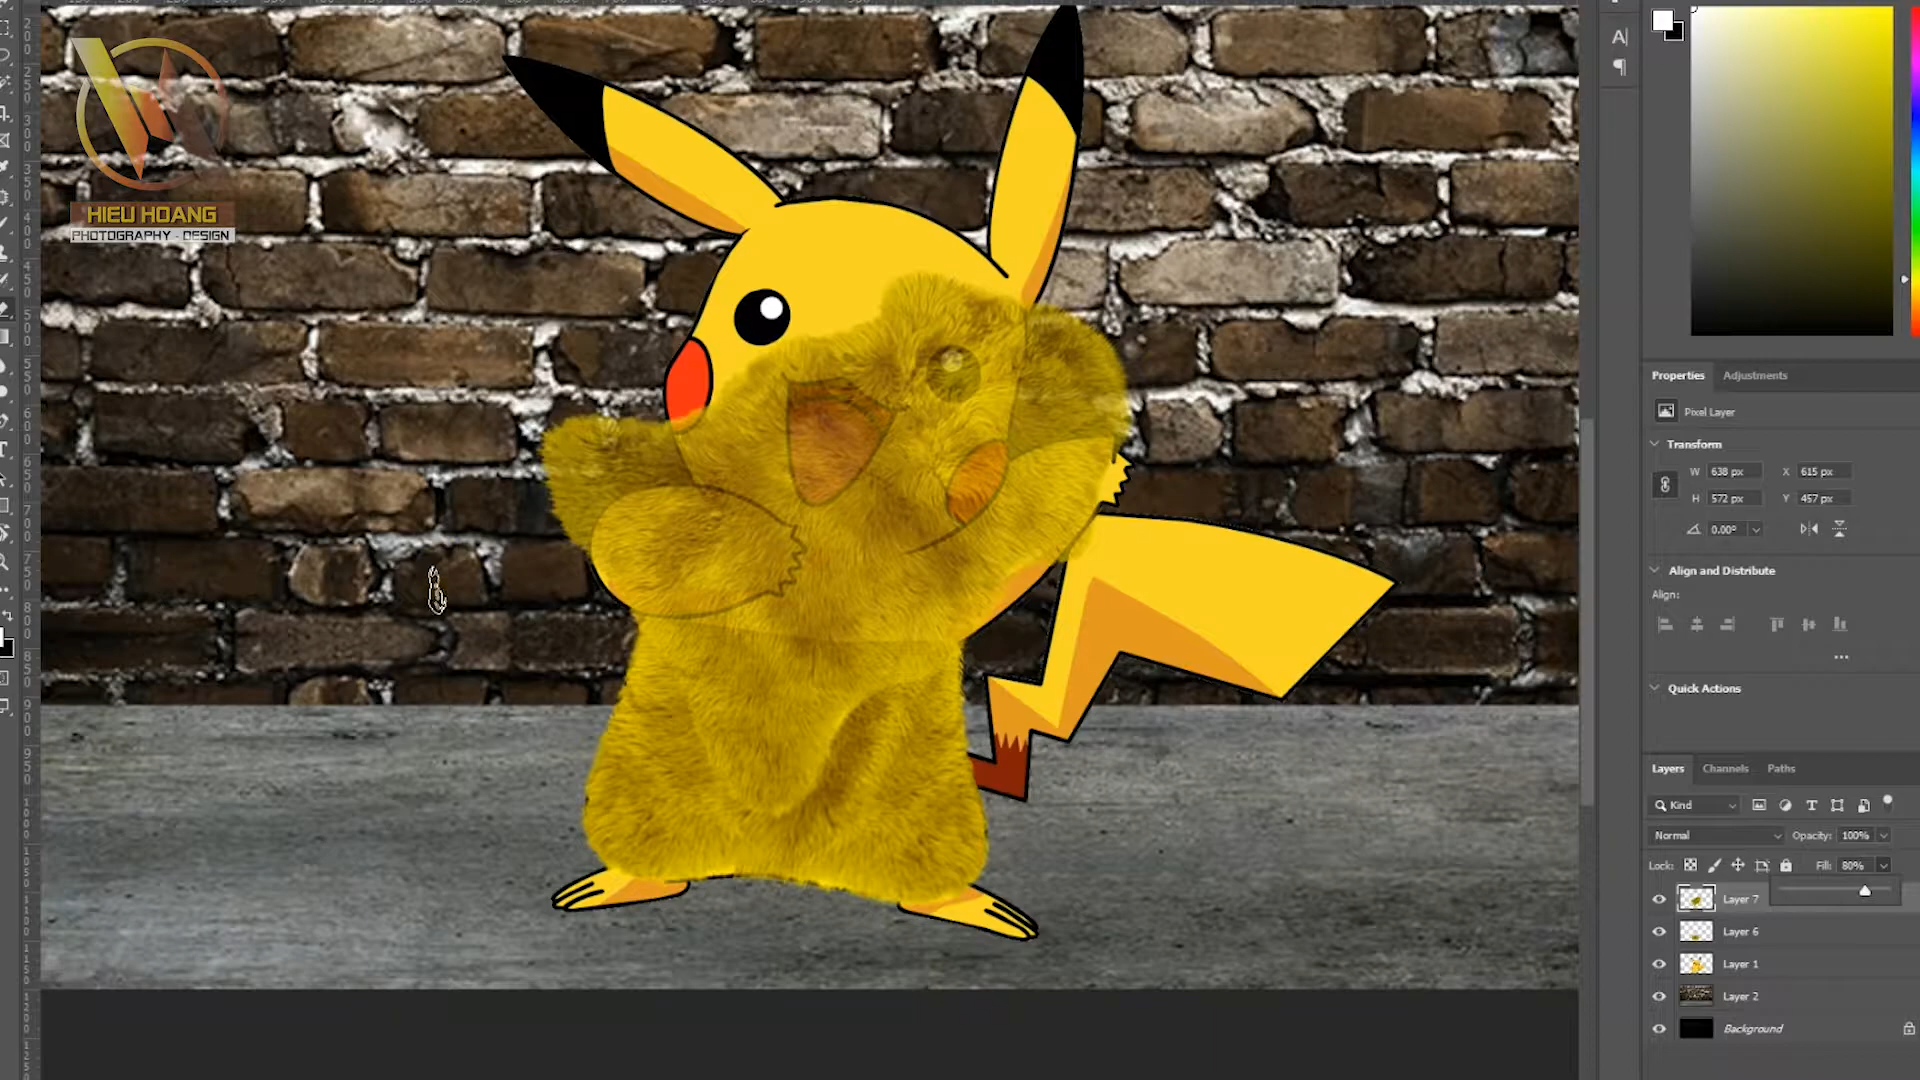 HIEU HOANG
PHOTOGRAPHY - DESIGN
A|
¶
Properties Adjustments
Pixel Layer
Transform
W 638 px X 615 px
H 572 px Y 457 px
0.00°
Align and Distribute
Align:
...
Quick Actions
Layers Channels Paths
Kind
T
Normal Opacity: 100%
Lock: Fill: 80%
Layer 7
Layer 6
Layer 1
Layer 2
Background